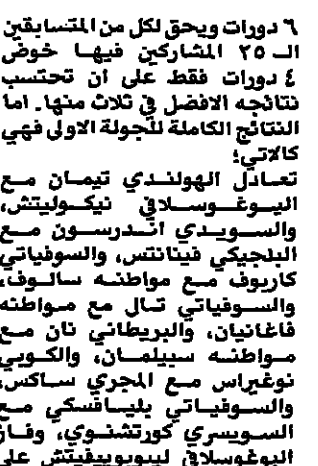 ٦ دورات ويحق لكل من المتسابقين
الـ ٢٥ المشاركين فيها خوض
٤ دورات فقط على ان تحتسب
نتائجه الافضل في ثلاث منها. اما
النتائج الكاملة للجولة الاولى فهي
كالاتي:
تعادل الهولندي تيمان مع
اليوغوسلافي نيكوليتش،
والسويدي اندرسون مع
البلجيكي فينانتس، والسوفياتي
كاربوف مع مواطنه سالوف،
والسوفياتي تال مع مواطنه
فاغانيان، والبريطاني نان مع
مواطنه سبيلمان، والكوبي
نوغيراس مع المجري ساكس،
والسوفياتي بليافسكي مع
السويسري كورتشنوي، وفاز
اليوغوسلافي ليوبوييفيتش على